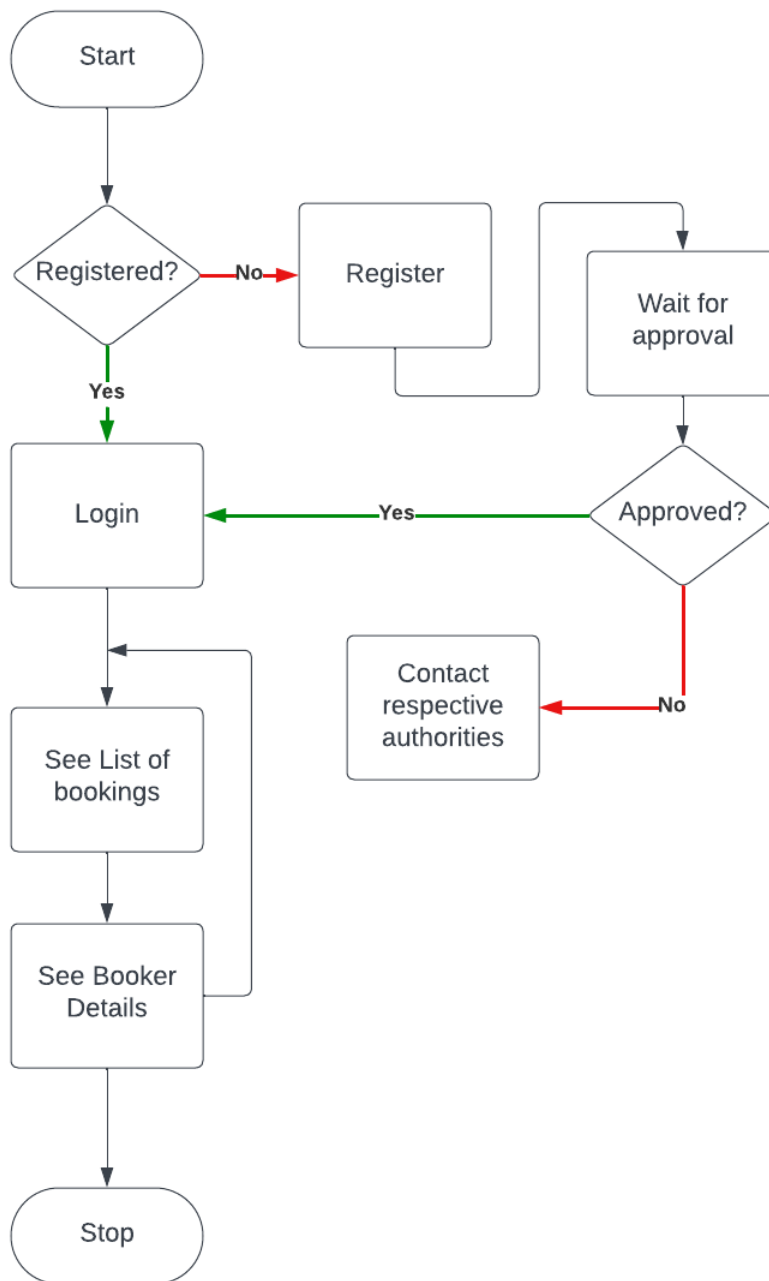 Start
Registered?
No
Register
Wait for
approval
Yes
Login
Yes
Approved?
Contact
respective
authorities
No
See List of
bookings
See Booker
Details
Stop